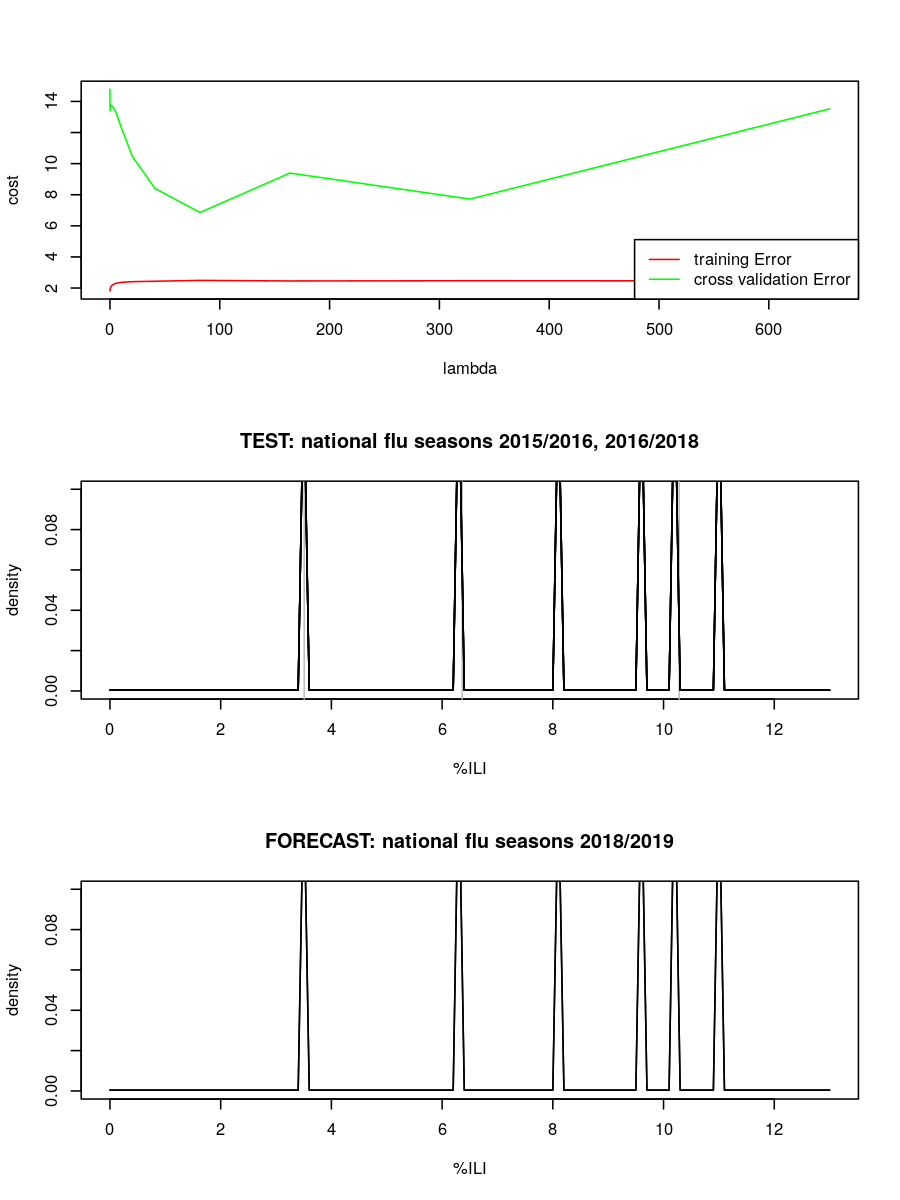 14
10
8
6
4
2
cost
training Error
cross validation Error
0 100 200 300 400 500 600
lambda
TEST: national flu seasons 2015/2016, 2016/2018
0.08
0.04
0.00
density
0 2 4 6 8 10 12
%ILI
FORECAST: national flu seasons 2018/2019
0.08
0.04
0.00
density
0 2 4 6 8 10 12
%ILI